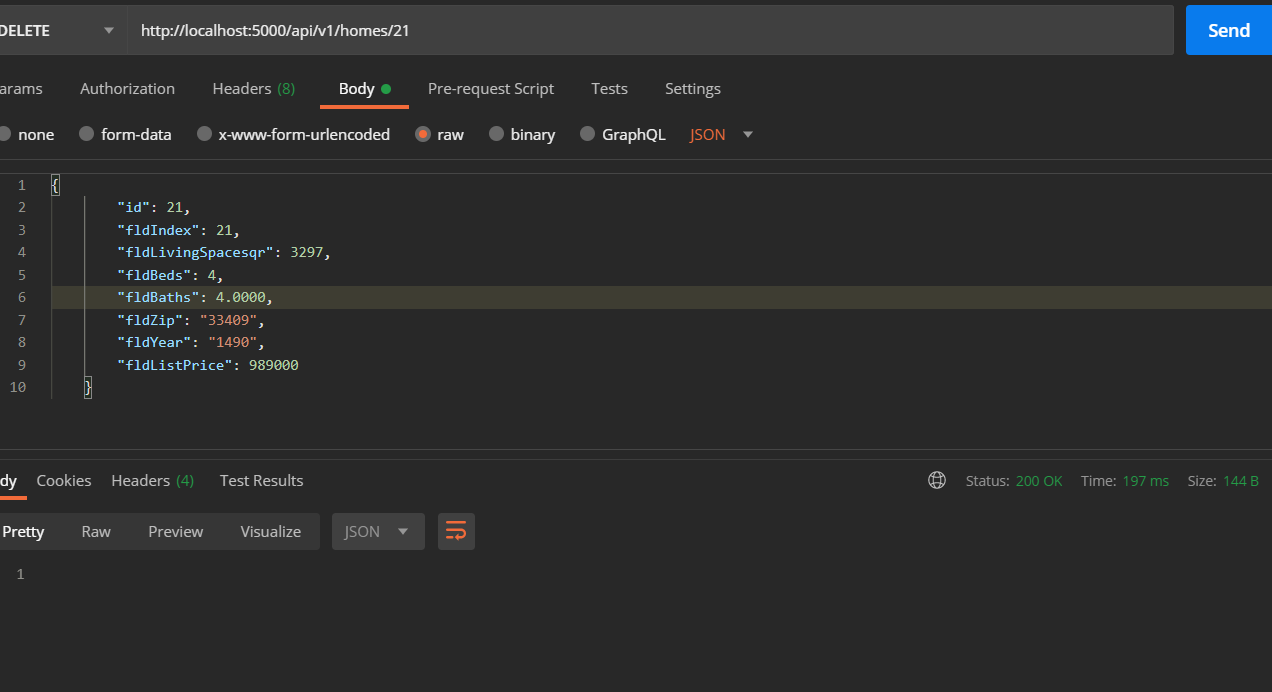 DELETE http://localhost:5000/api/v1/homes/21 Send
arams Authorization Headers (8) Body Pre-request Script Tests Settings
none form-data x-www-form-urlencoded raw binary GraphQL JSON
1 {
2 "id": 21,
3 "fldIndex": 21,
4 "fldLivingSpacesqr": 3297,
5 "fldBeds": 4,
6 "fldBaths": 4.0000,
7 "fldZip": "33409",
8 "fldYear": "1490",
9 "fldListPrice": 989000
10 }
dy Cookies Headers (4) Test Results Status: 200 OK Time: 197 ms Size: 144 B
Pretty Raw Preview Visualize JSON
1